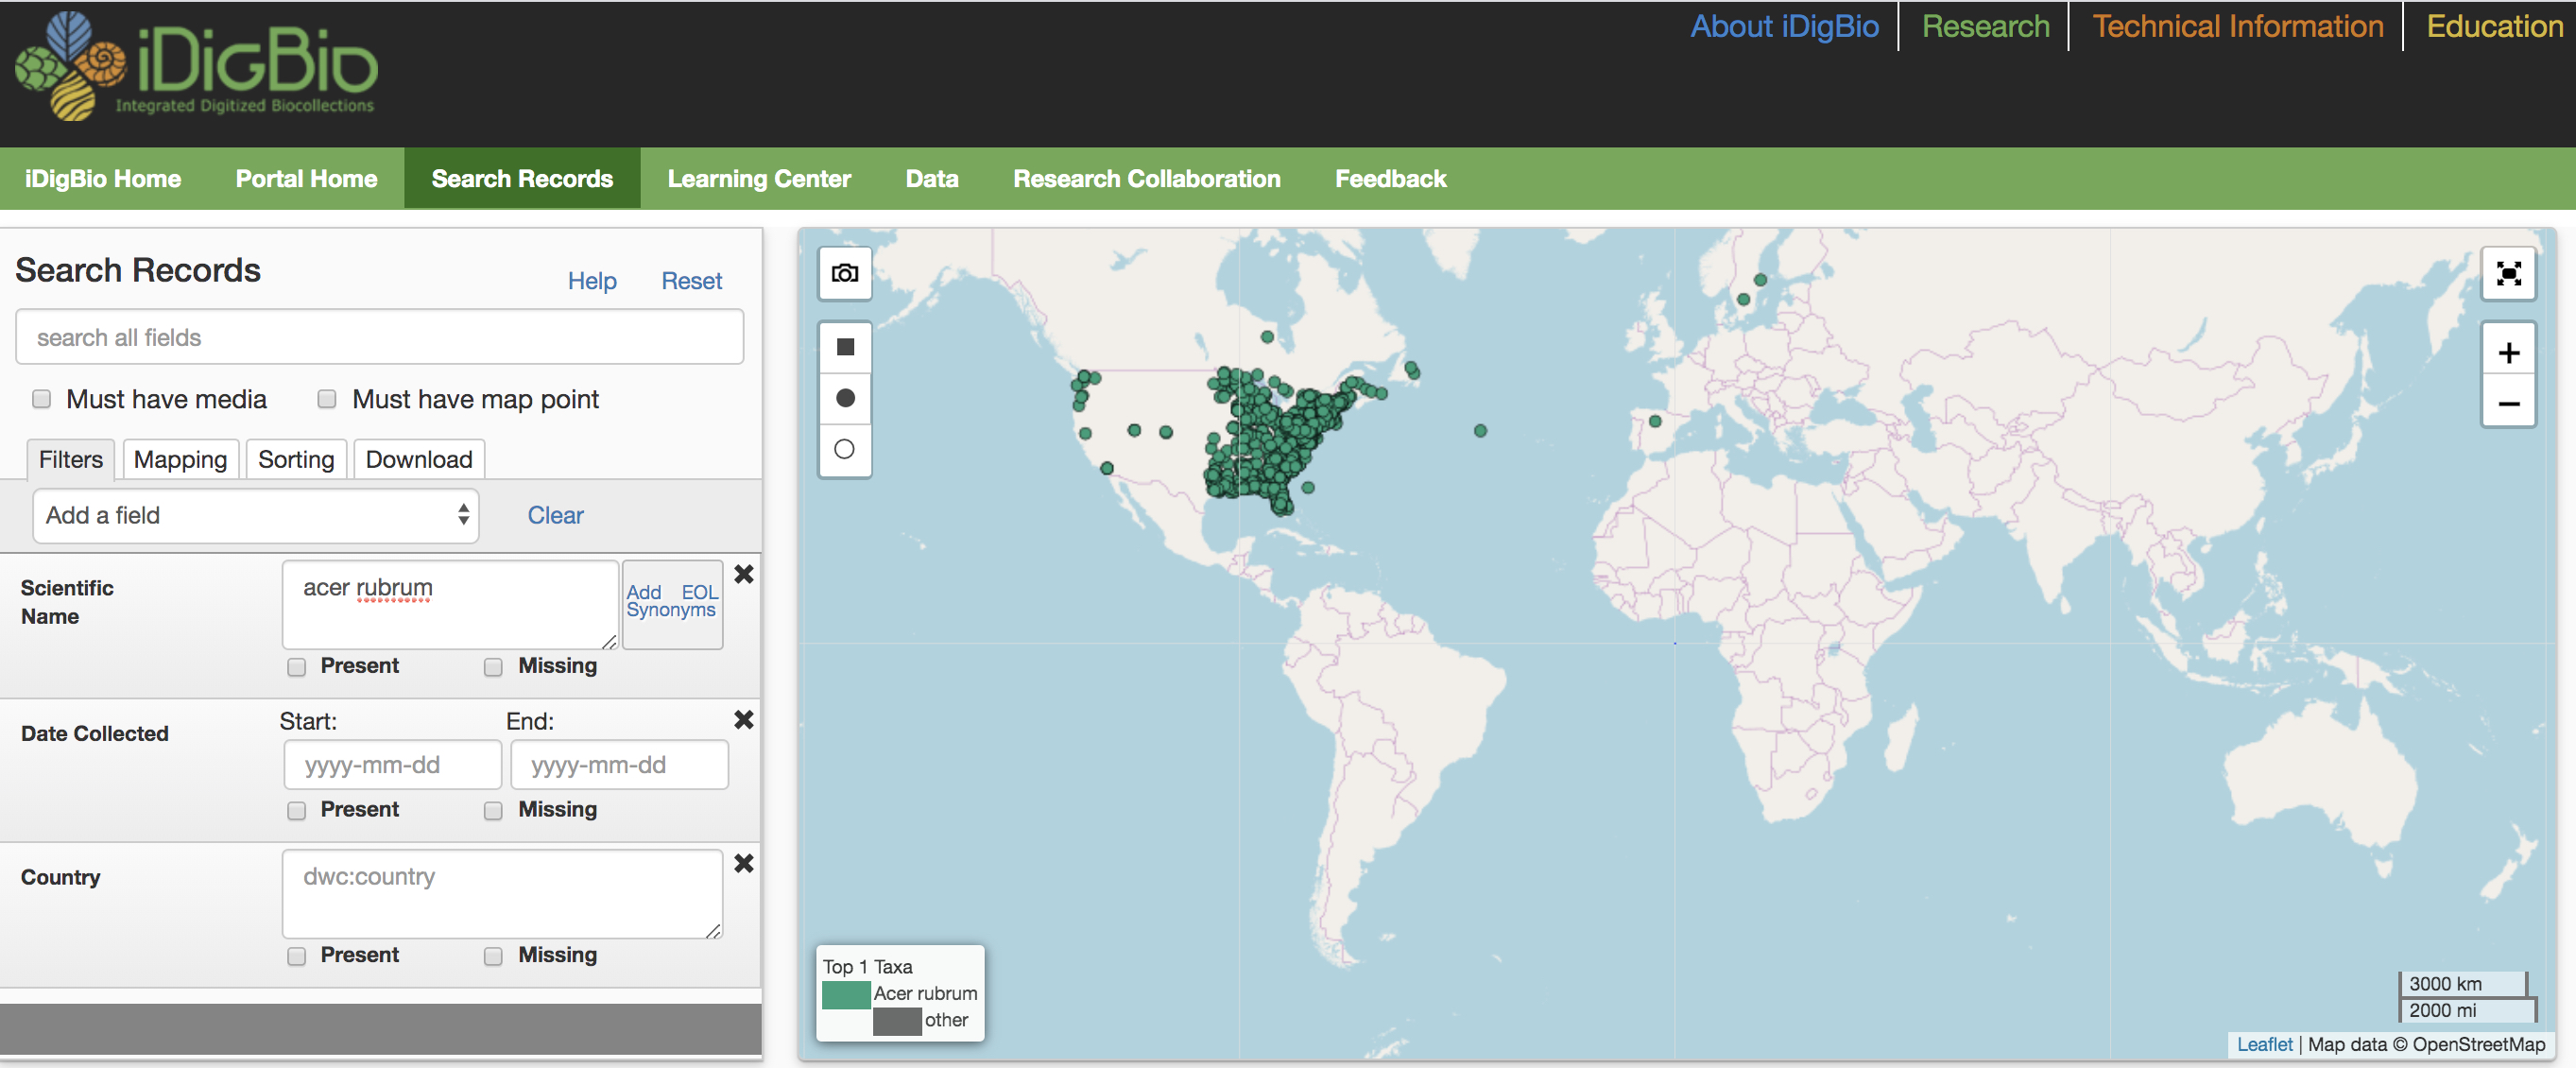 iDigBio
Integrated Digitized Biocollections
About iDigBio
Research
Technical Information
Education
iDigBio Home
Portal Home
Search Records
Learning Center
Data
Research Collaboration
Feedback
Search Records
Help
Reset
search all fields
Must have media
Must have map point
Filters
Mapping
Sorting
Download
Add a field
Clear
Scientific
Name
acer rubrum
Add EOL
Synonyms
Present
Missing
Date Collected
Start:
End:
yyyy-mm-dd
yyyy-mm-dd
Present
Missing
Country
dwc:country
Present
Missing
+
−
Top 1 Taxa
Acer rubrum
other
3000 km
2000 mi
Leaflet | Map data © OpenStreetMap